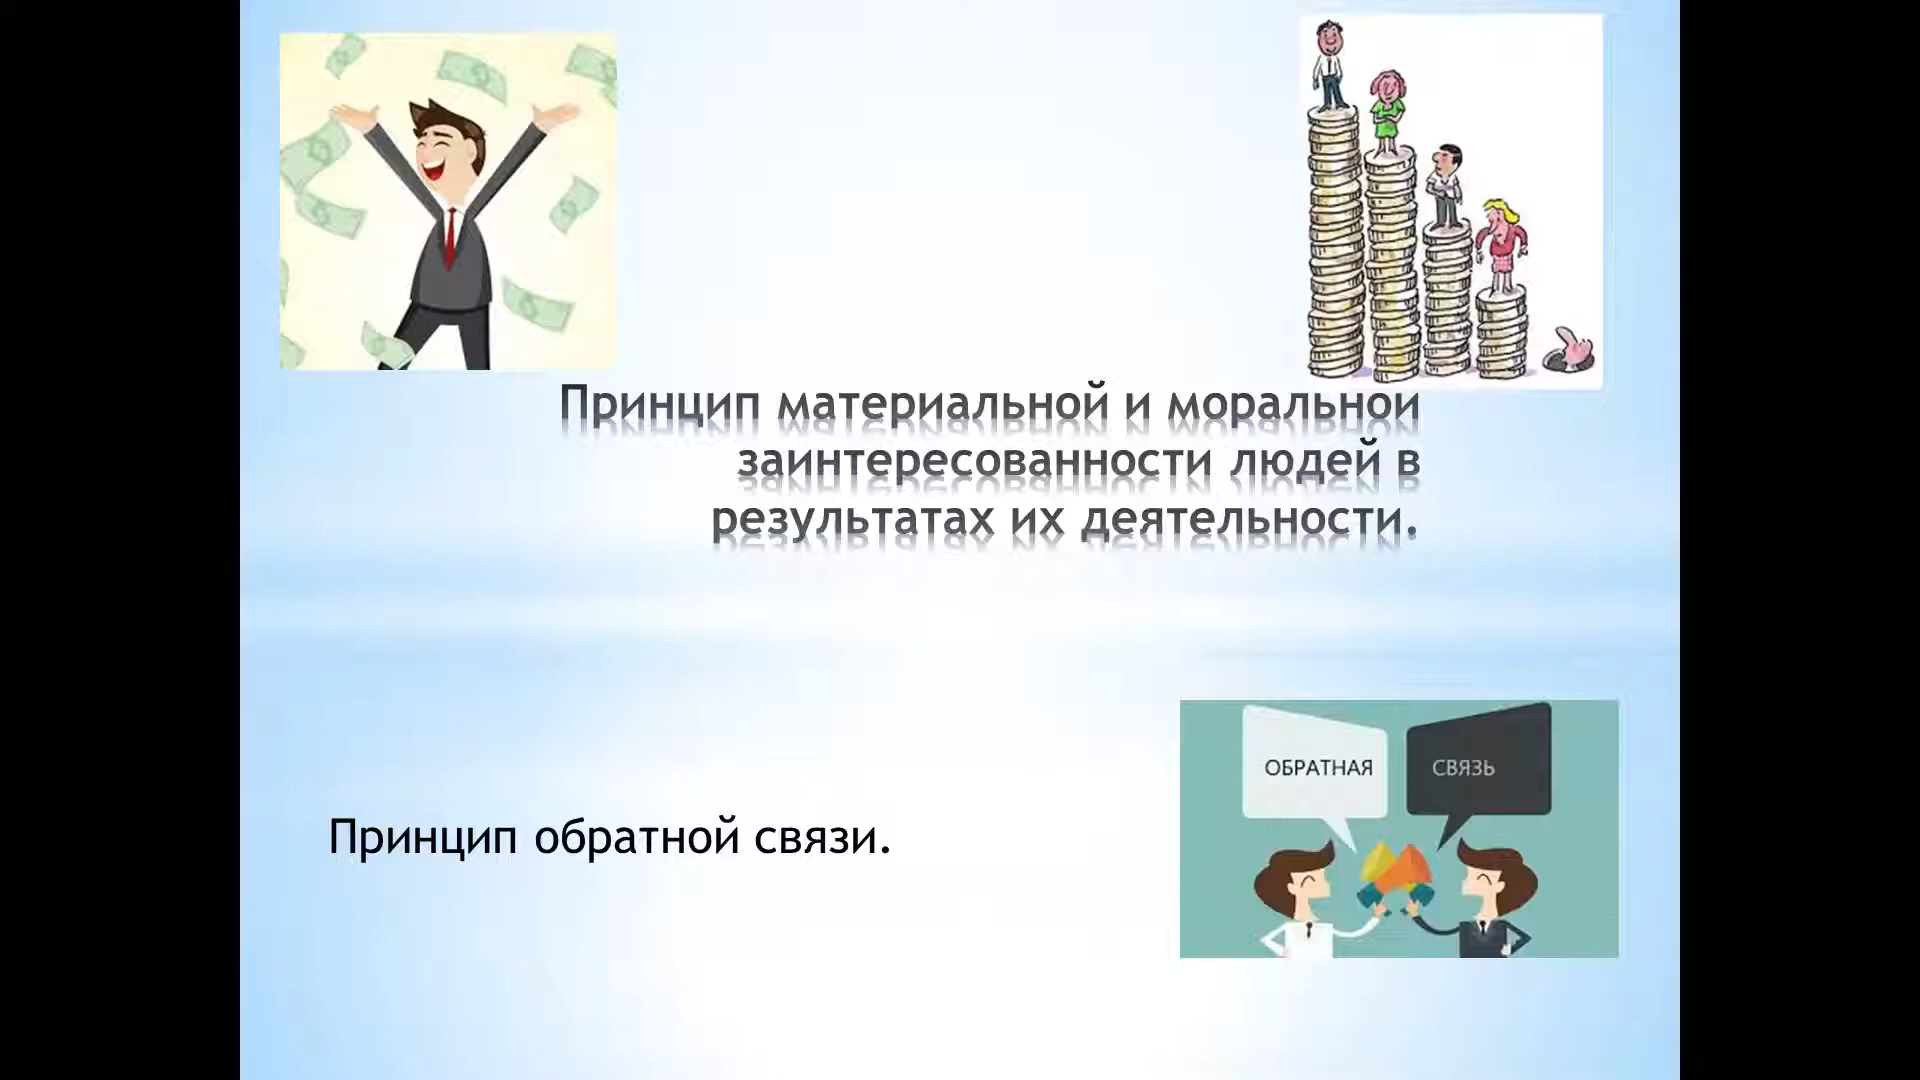 Принцип материальной и моральной
заинтересованности людей в
результатах их деятельности.
ОБРАТНАЯ СВЯЗЬ
Принцип обратной связи.